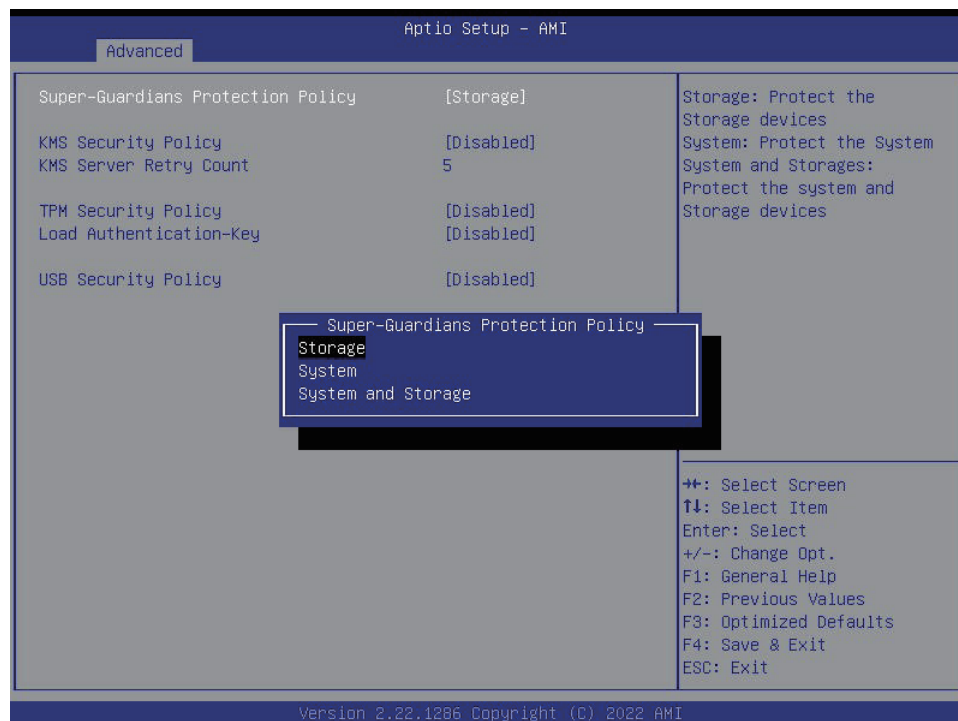 Aptio Setup - AMI
Advanced
Super-Guardians Protection Policy [Storage]
KMS Security Policy [Disabled]
KMS Server Retry Count 5
TPM Security Policy [Disabled]
Load Authentication-Key [Disabled]
USB Security Policy [Disabled]
Super-Guardians Protection Policy
Storage
System
System and Storage
Storage: Protect the
Storage devices
System: Protect the System
System and Storages:
Protect the system and
Storage devices
→←: Select Screen
↑↓: Select Item
Enter: Select
+/-: Change Opt.
F1: General Help
F2: Previous Values
F3: Optimized Defaults
F4: Save & Exit
ESC: Exit
Version 2.22.1286 Copyright (C) 2022 AMI